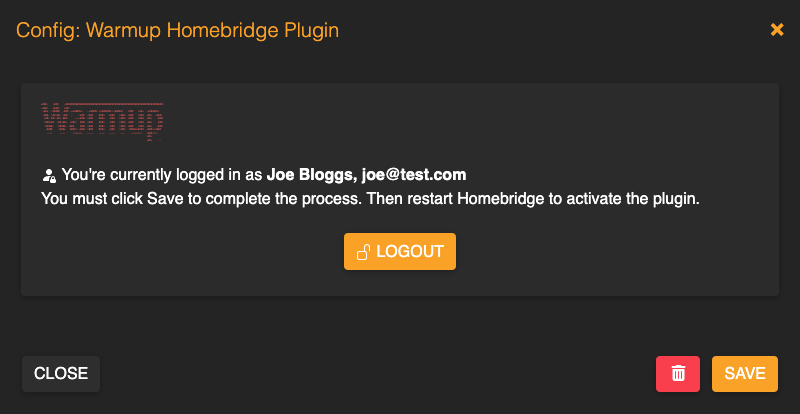 Config: Warmup Homebridge Plugin
Warmup
You're currently logged in as Joe Bloggs, joe@test.com
You must click Save to complete the process. Then restart Homebridge to activate the plugin.
LOGOUT
CLOSE
SAVE